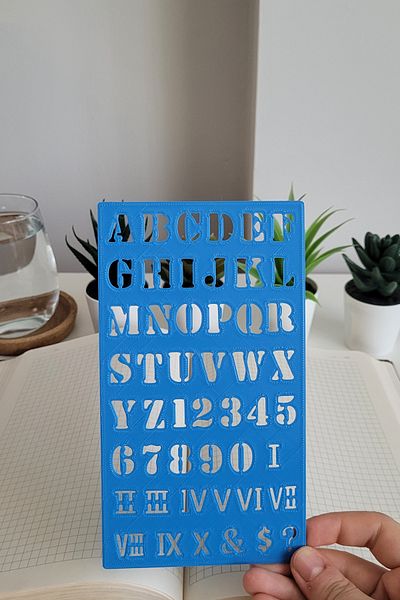 ABCDEF
GHIJKL
MNOPQR
STUVWX
YZ12345
67890 I
II III IV V VI VII
VIII IX X & $ ?